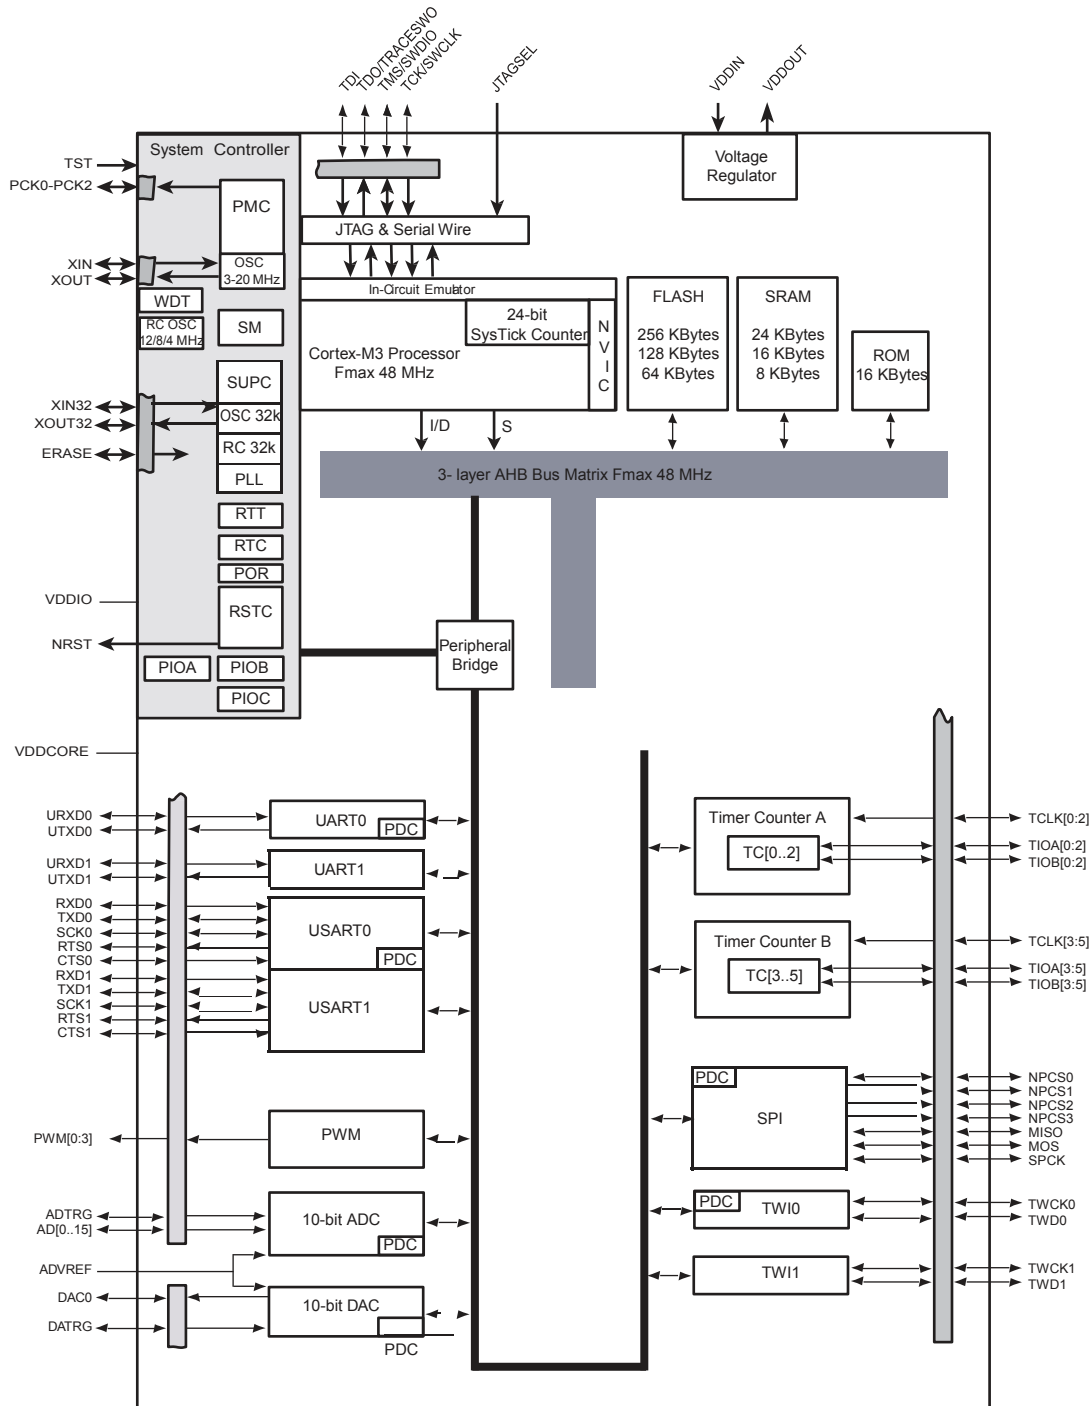 TDI
TDO/TRACESWO
TMS/SWDIO
TCK/SWCLK
JTAGSEL
VDDIN
VDDOUT
System Controller
Voltage
Regulator
TST
PCK0-PCK2
PMC
JTAG & Serial Wire
XIN
XOUT
OSC
3-20 MHz
In-Circuit Emulator
WDT
RC OSC
12/8/4 MHz
SM
24-bit
SysTick Counter
N
V
I
C
Cortex-M3 Processor
Fmax 48 MHz
FLASH
256 KBytes
128 KBytes
64 KBytes
SRAM
24 KBytes
16 KBytes
8 KBytes
ROM
16 KBytes
SUPC
XIN32
XOUT32
OSC 32k
I/D
S
ERASE
RC 32k
PLL
3- layer AHB Bus Matrix Fmax 48 MHz
RTT
RTC
POR
VDDIO
RSTC
NRST
Peripheral
Bridge
PIOA
PIOB
PIOC
VDDCORE
URXD0
UTXD0
UART0
PDC
URXD1
UTXD1
UART1
RXD0
TXD0
SCK0
RTS0
CTS0
USART0
PDC
RXD1
TXD1
SCK1
RTS1
CTS1
USART1
PWM[0:3]
PWM
ADTRG
AD[0..15]
10-bit ADC
PDC
ADVREF
DAC0
DATRG
10-bit DAC
PDC
Timer Counter A
TC[0..2]
TCLK[0:2]
TIOA[0:2]
TIOB[0:2]
Timer Counter B
TC[3..5]
TCLK[3:5]
TIOA[3:5]
TIOB[3:5]
PDC
SPI
NPCS0
NPCS1
NPCS2
NPCS3
MISO
MOS
SPCK
PDC
TWI0
TWCK0
TWD0
TWI1
TWCK1
TWD1